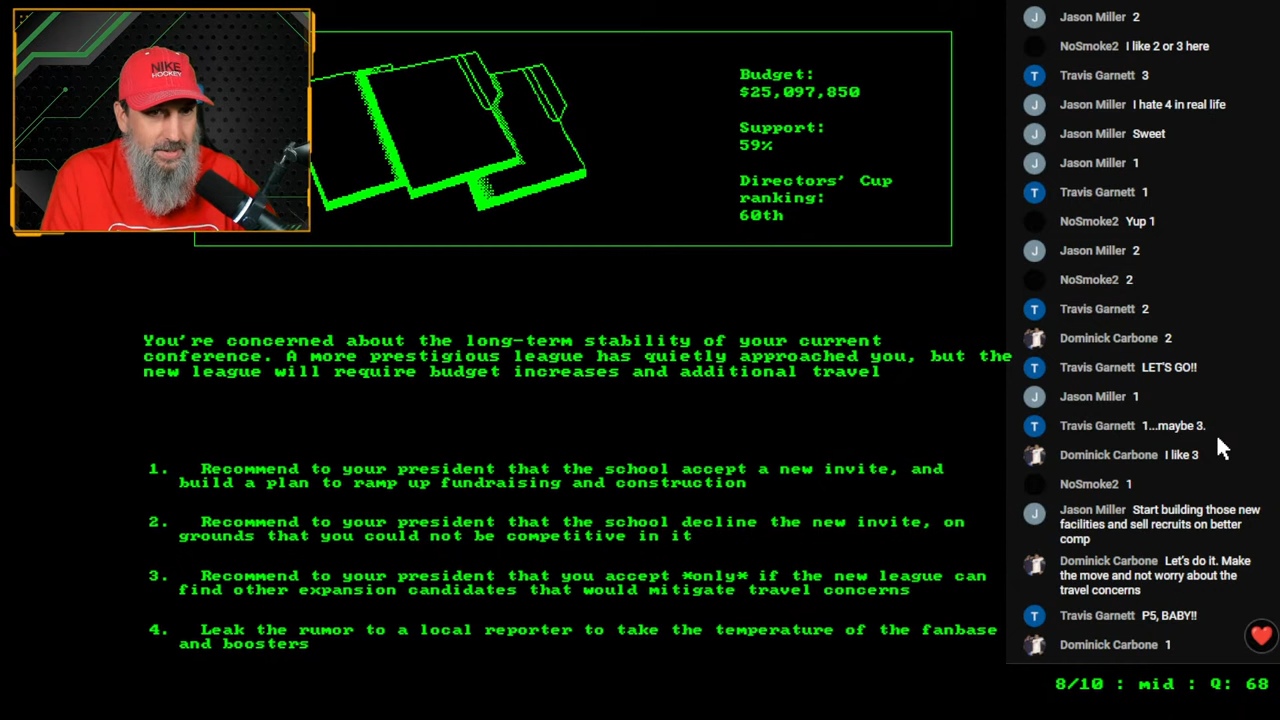 NIKE
HOCKEY
Budget:
$25,097,850
Support:
59%
Directors' Cup
ranking:
60th
You're concerned about the long-term stability of your current
conference. A more prestigious league has quietly approached you, but the
new league will require budget increases and additional travel
1. Recommend to your president that the school accept a new invite, and
build a plan to ramp up fundraising and construction
2. Recommend to your president that the school decline the new invite, on
grounds that you could not be competitive in it
3. Recommend to your president that you accept *only* if the new league can
find other expansion candidates that would mitigate travel concerns
4. Leak the rumor to a local reporter to take the temperature of the fanbase
and boosters
J Jason Miller 2
NoSmoke2 I like 2 or 3 here
T Travis Garnett 3
J Jason Miller I hate 4 in real life
J Jason Miller Sweet
J Jason Miller 1
T Travis Garnett 1
NoSmoke2 Yup 1
J Jason Miller 2
NoSmoke2 2
T Travis Garnett 2
Dominick Carbone 2
T Travis Garnett LET'S GO!!
J Jason Miller 1
T Travis Garnett 1...maybe 3.
Dominick Carbone I like 3
NoSmoke2 1
J Jason Miller Start building those new
facilities and sell recruits on better
comp
Dominick Carbone Let's do it. Make
the move and not worry about the
travel concerns
T Travis Garnett P5, BABY!!
Dominick Carbone 1
8/10 : mid : Q: 68